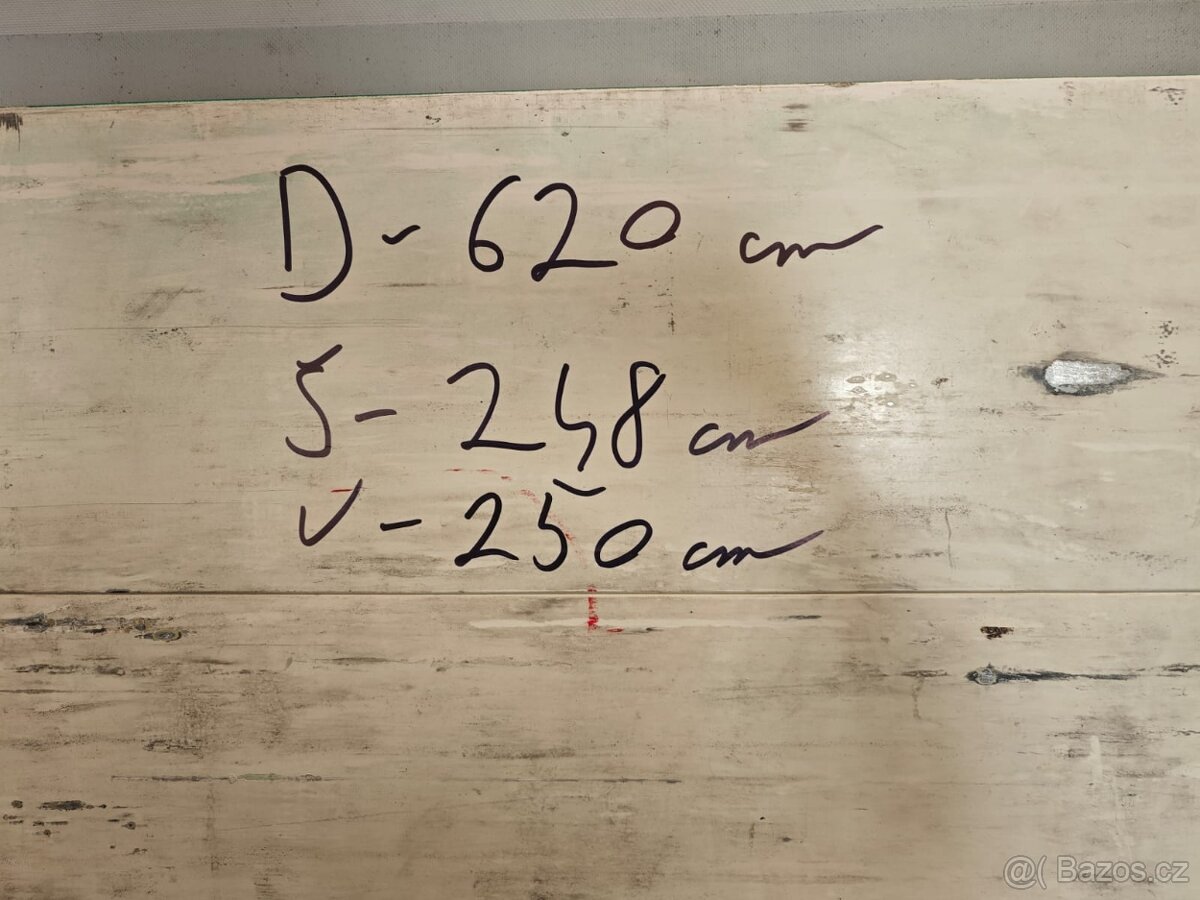 D - 620 cm
S - 248 cm
V - 250 cm
@( Bazos.cz